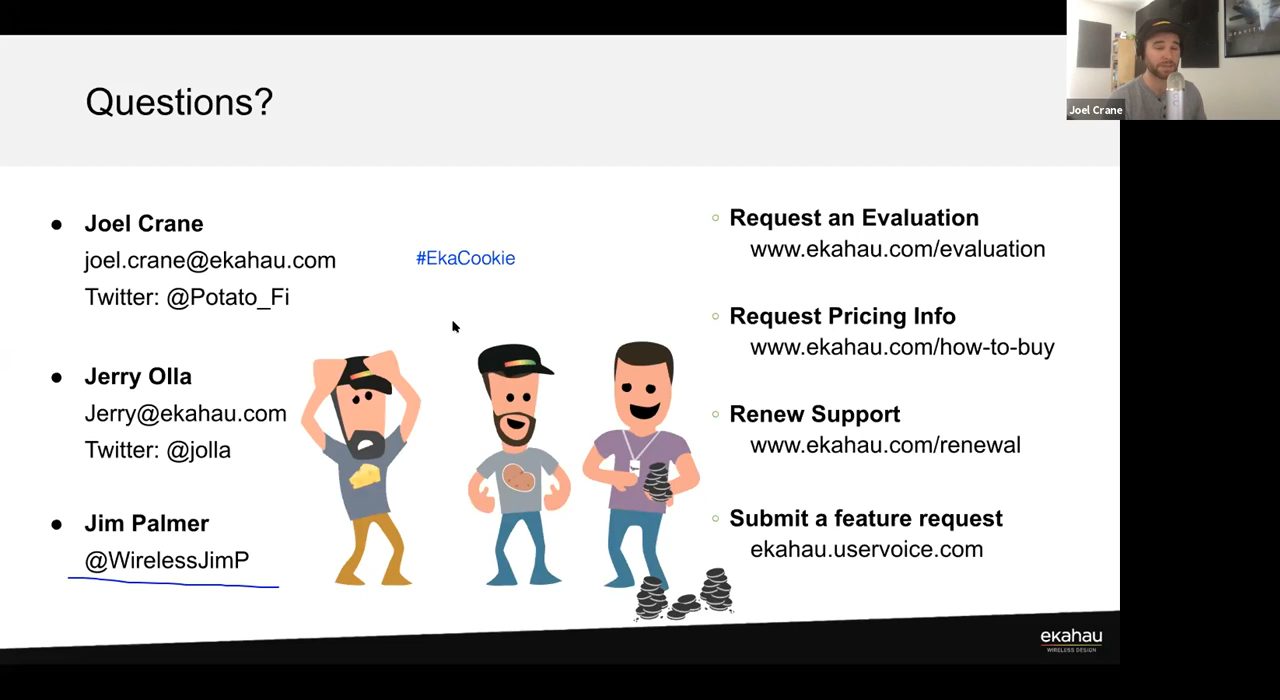 Questions?
Joel Crane
joel.crane@ekahau.com
Twitter: @Potato_Fi
#EkaCookie
Jerry Olla
Jerry@ekahau.com
Twitter: @jolla
Jim Palmer
@WirelessJimP
Request an Evaluation
www.ekahau.com/evaluation
Request Pricing Info
www.ekahau.com/how-to-buy
Renew Support
www.ekahau.com/renewal
Submit a feature request
ekahau.uservoice.com
ekahau
WIRELESS DESIGN
Joel Crane